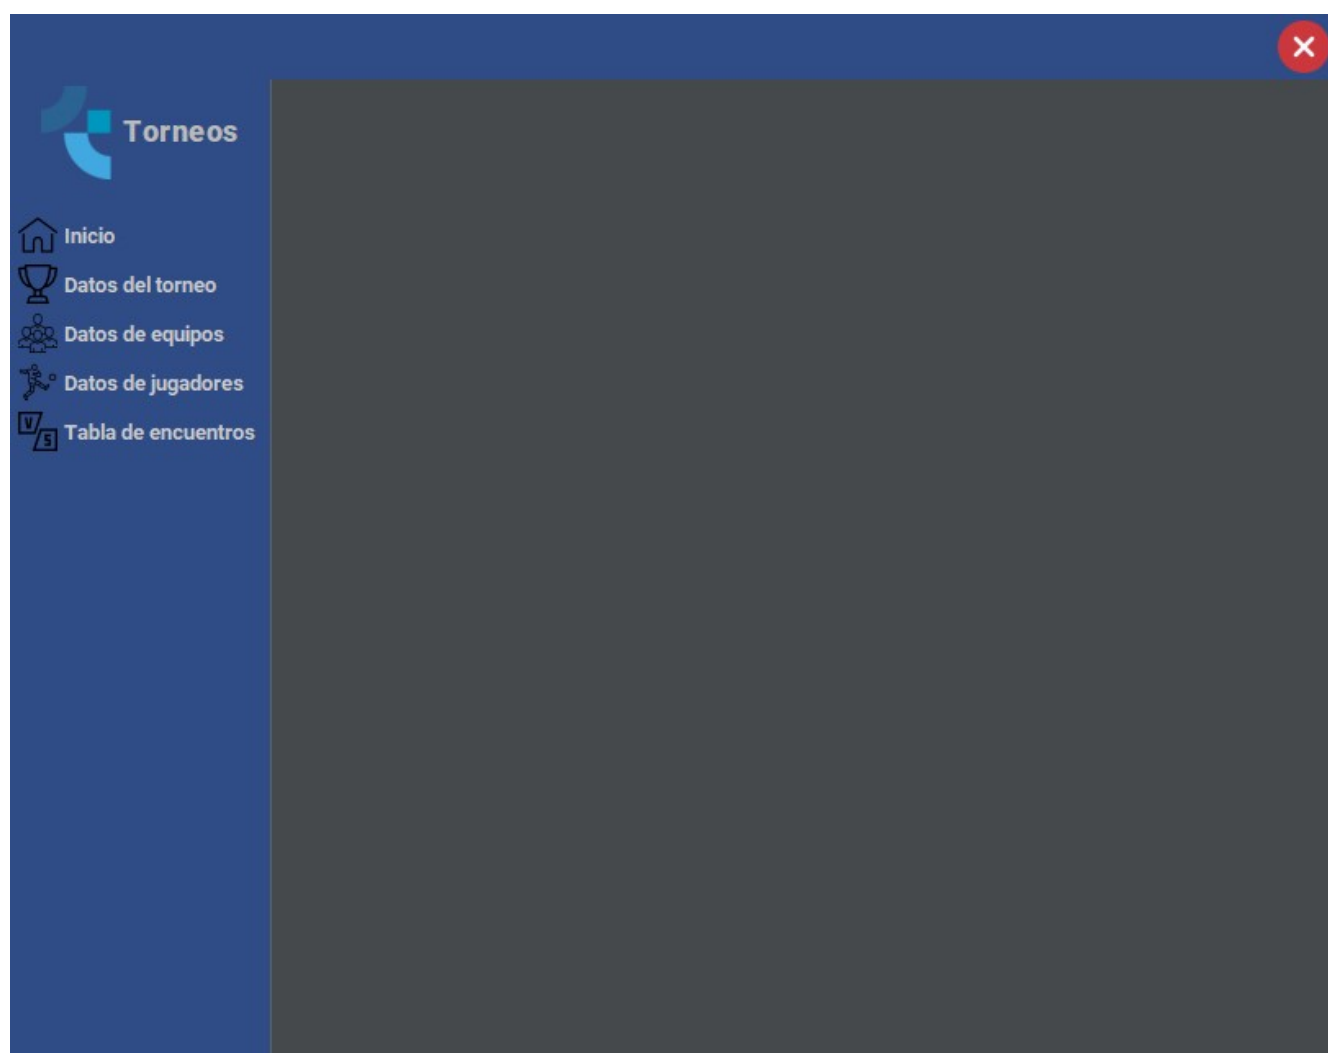 Torneos
Inicio
Datos del torneo
Datos de equipos
Datos de jugadores
V/S
Tabla de encuentros